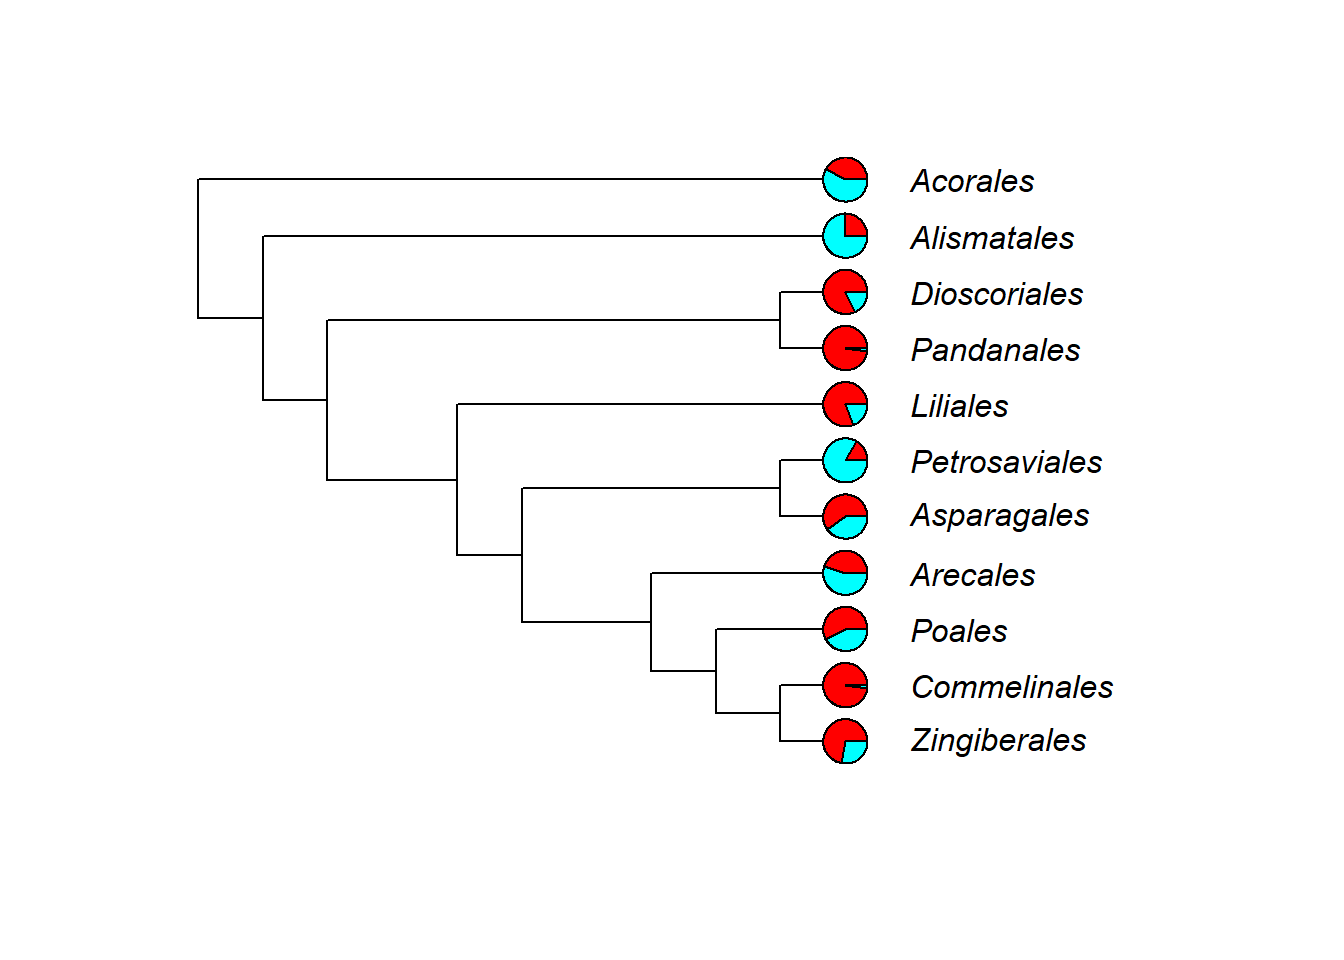 Acorales
Alismatales
Dioscoriales
Pandanales
Liliales
Petrosaviales
Asparagales
Arecales
Poales
Commelinales
Zingiberales